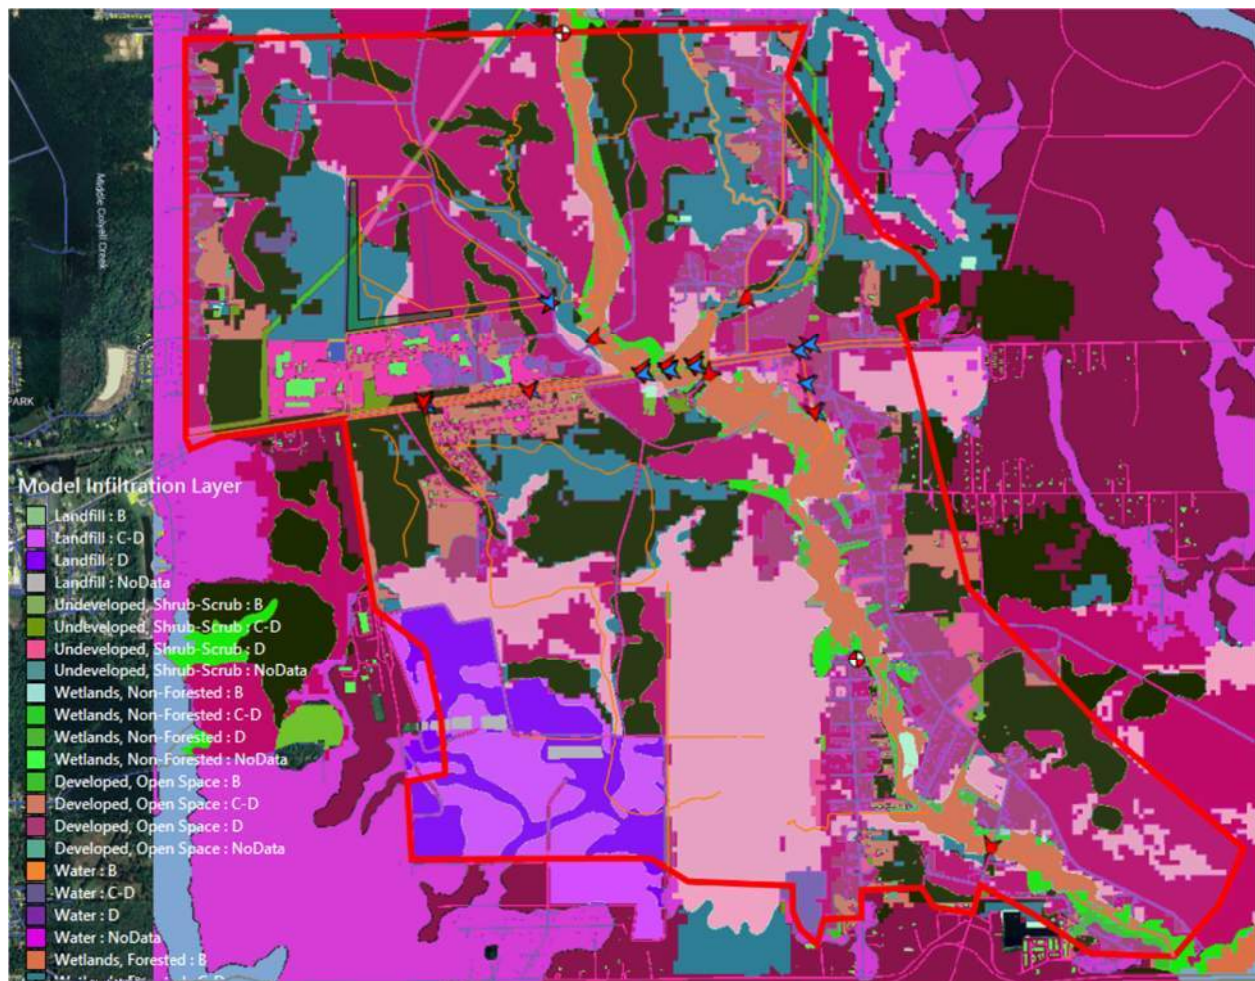 Middle Colyell Creek
PARK
Model Infiltration Layer
Landfill : B
Landfill : C-D
Landfill : D
Landfill : NoData
Undeveloped, Shrub-Scrub : B
Undeveloped, Shrub-Scrub : C-D
Undeveloped, Shrub-Scrub : D
Undeveloped, Shrub-Scrub : NoData
Wetlands, Non-Forested : B
Wetlands, Non-Forested : C-D
Wetlands, Non-Forested : D
Wetlands, Non-Forested : NoData
Developed, Open Space : B
Developed, Open Space : C-D
Developed, Open Space : D
Developed, Open Space : NoData
Water : B
Water : C-D
Water : D
Water : NoData
Wetlands, Forested : B